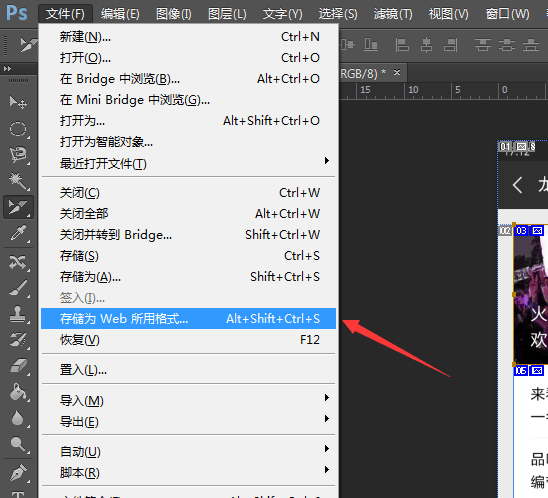 Ps 文件(F) 编辑(E) 图像(I) 图层(L) 文字(Y) 选择(S) 滤镜(T) 视图(V) 窗口(W)
新建(N)... Ctrl+N
打开(O)... Ctrl+O
在 Bridge 中浏览(B)... Alt+Ctrl+O
在 Mini Bridge 中浏览(G)...
打开为... Alt+Shift+Ctrl+O
打开为智能对象...
最近打开文件(T)
关闭(C) Ctrl+W
关闭全部 Alt+Ctrl+W
关闭并转到 Bridge... Shift+Ctrl+W
存储(S) Ctrl+S
存储为(A)... Shift+Ctrl+S
签入(I)...
存储为 Web 所用格式... Alt+Shift+Ctrl+S
恢复(V) F12
置入(L)...
导入(M)
导出(E)
自动(U)
脚本(R)
RGB/8) * ×
15 10 5 0
01
17:12
02 03
火
欢
05
来看
一
品
编